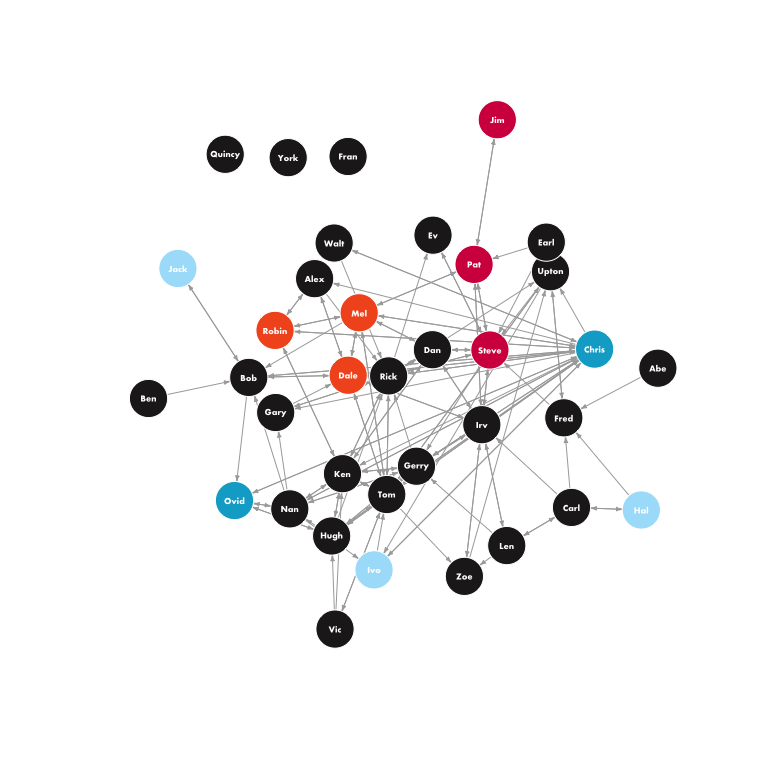 Jim
Quincy
York
Fran
Walt
Ev
Earl
Pat
Jack
Upton
Alex
Mel
Robin
Dan
Steve
Chris
Bob
Dale
Rick
Abe
Ben
Gary
Fred
Irv
Ken
Gerry
Ovid
Nan
Tom
Carl
Hal
Hugh
Len
Ivo
Zoe
Vic